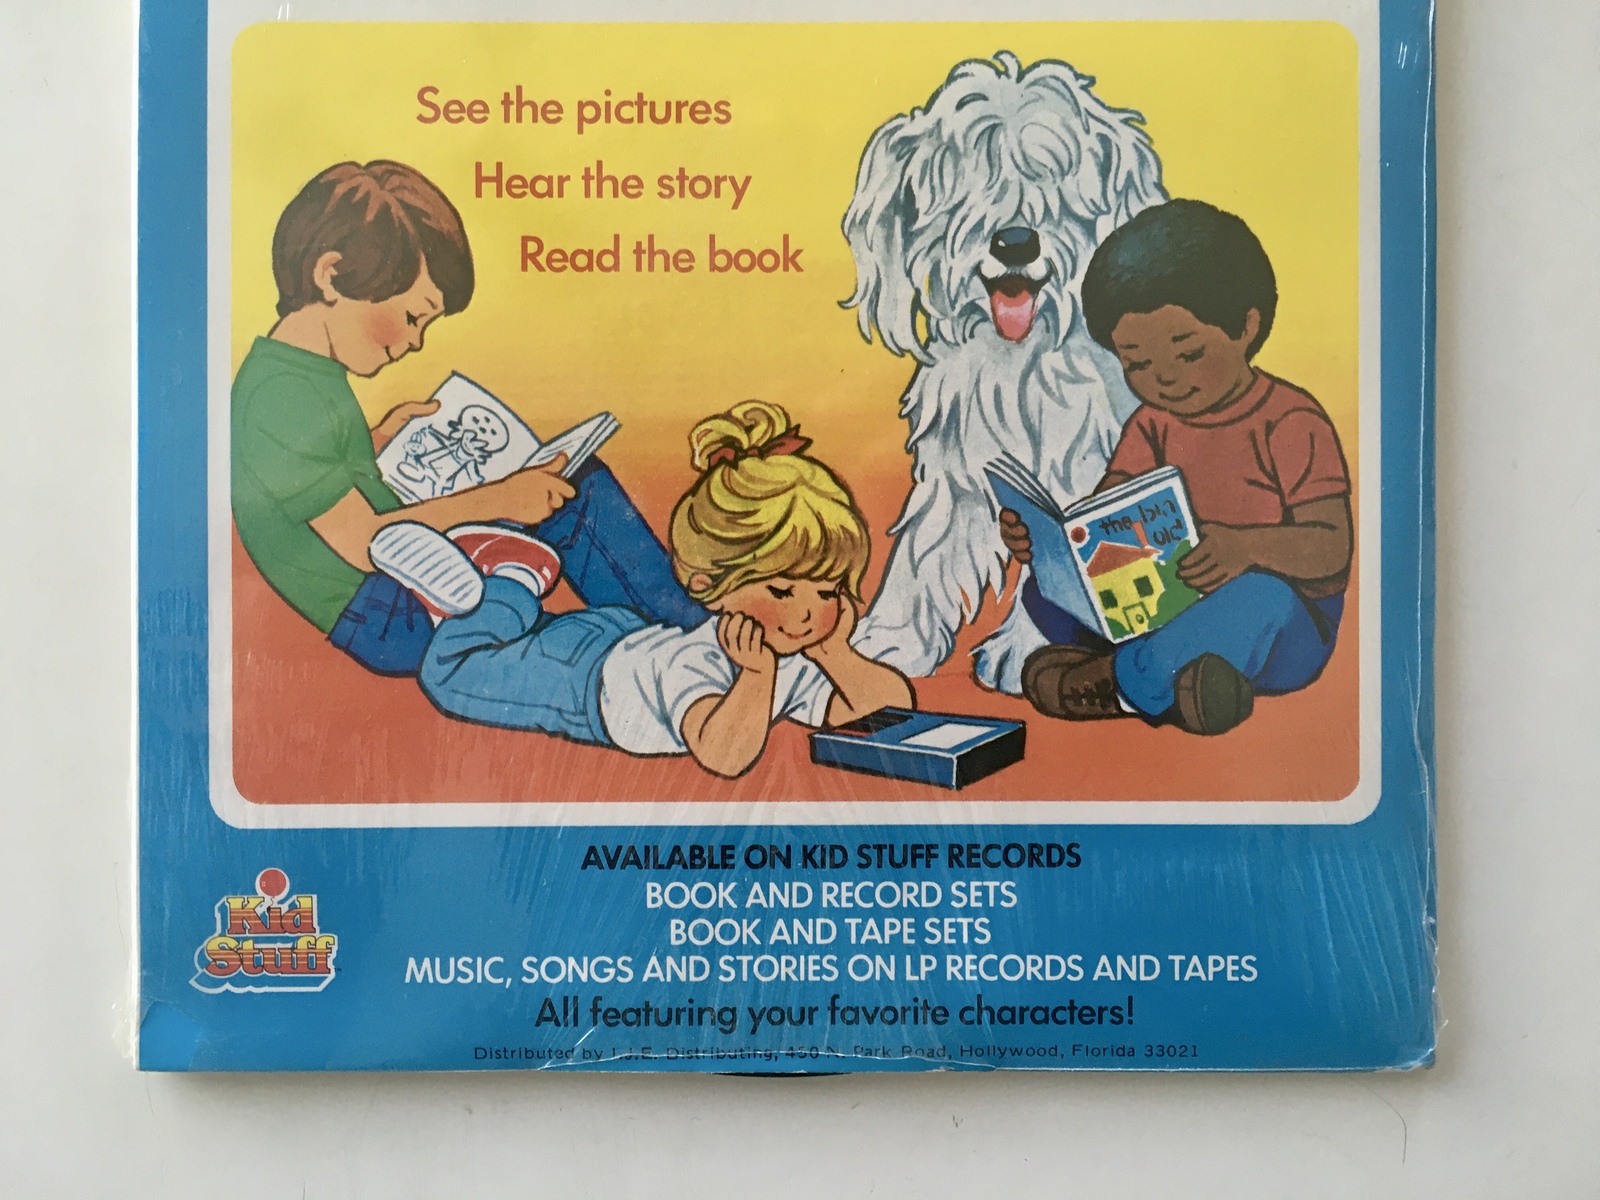 See the pictures
Hear the story
Read the book
the
old
AVAILABLE ON KID STUFF RECORDS
BOOK AND RECORD SETS
BOOK AND TAPE SETS
Kid
Stuff
MUSIC, SONGS AND STORIES ON LP RECORDS AND TAPES
All featuring your favorite characters!
Distributed by I.J.E. Distributing, 450 N. Park Road, Hollywood, Florida 33021